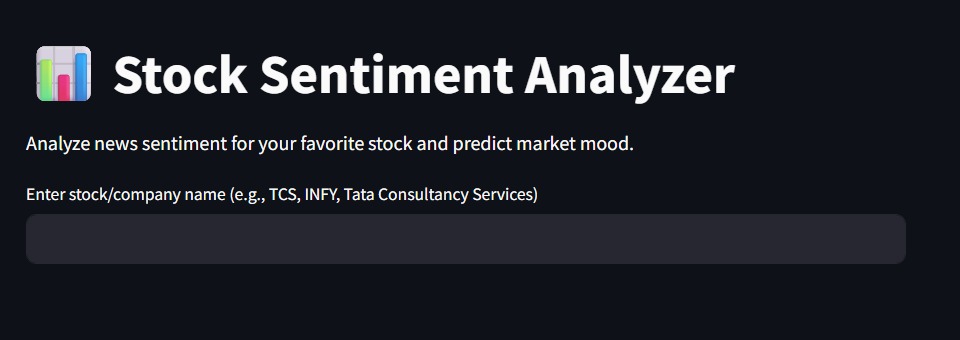 Stock Sentiment Analyzer
Analyze news sentiment for your favorite stock and predict market mood.
Enter stock/company name (e.g., TCS, INFY, Tata Consultancy Services)